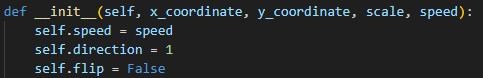 def __init__(self, x_coordinate, y_coordinate, scale, speed):
    self.speed = speed
    self.direction = 1
    self.flip = False